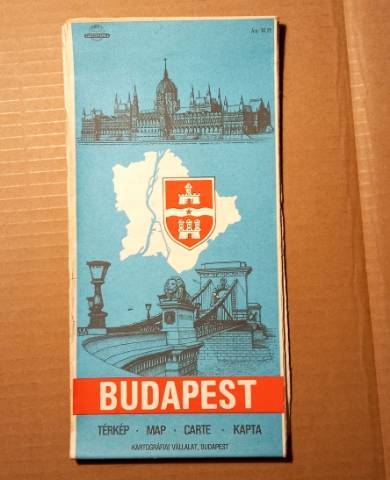 BUDAPEST
TÉRKÉP · MAP · CARTE · KAPTA
KARTOGRÁFIAI VÁLLALAT, BUDAPEST